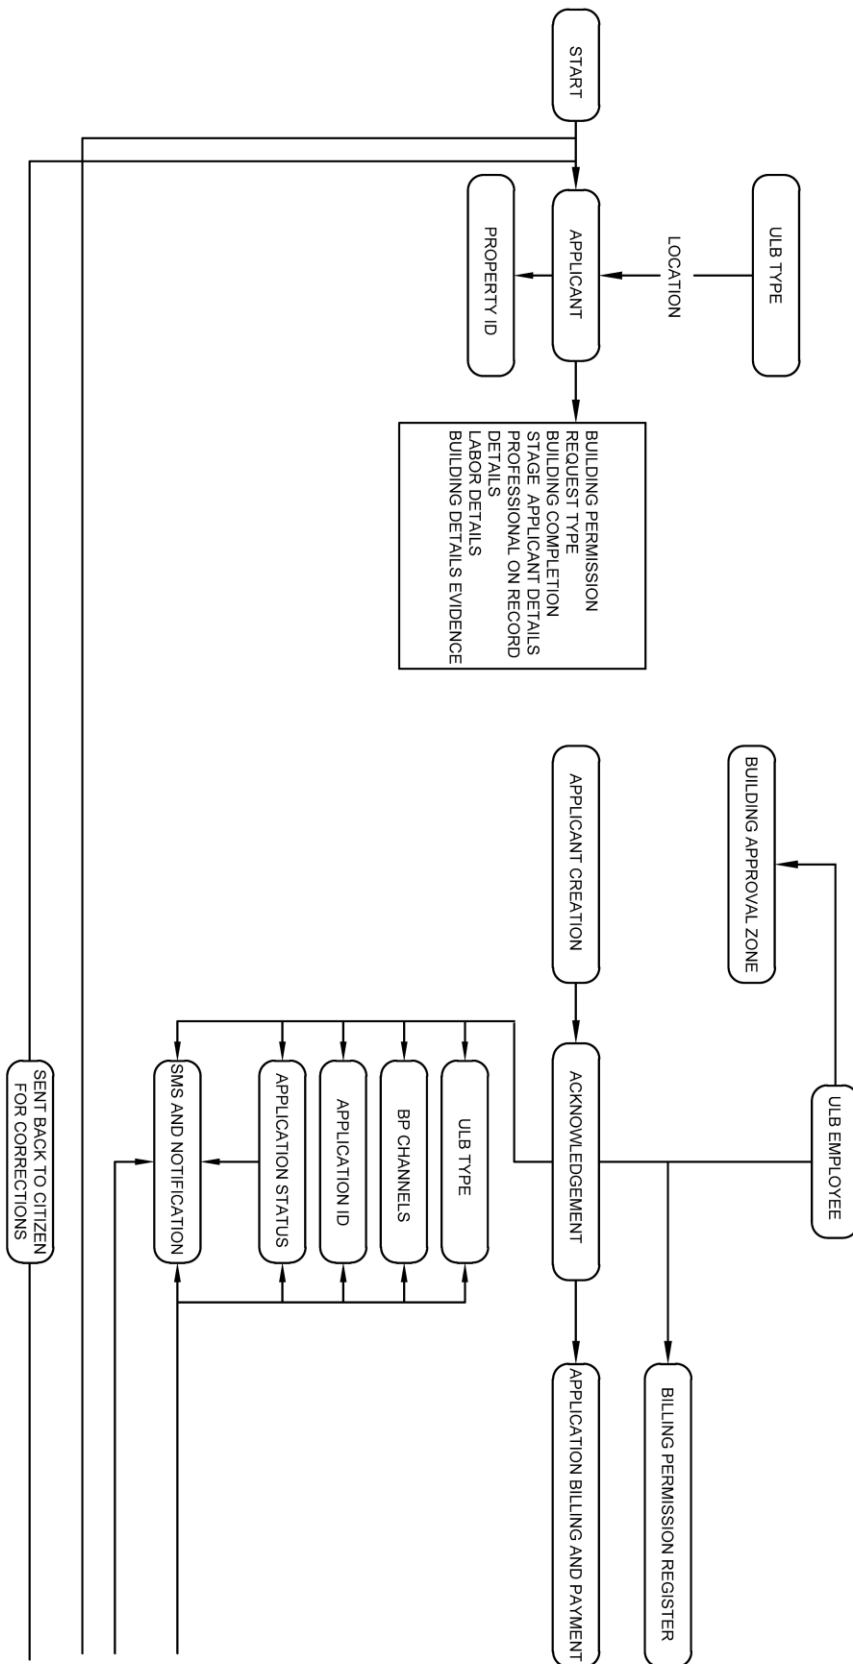 START
ULB TYPE
LOCATION
APPLICANT
PROPERTY ID
BUILDING PERMISSION
REQUEST TYPE
BUILDING COMPLETION
STAGE APPLICANT DETAILS
PROFESSIONAL ON RECORD
DETAILS
LABOR DETAILS
BUILDING DETAILS EVIDENCE
BUILDING APPROVAL ZONE
APPLICANT CREATION
ULB EMPLOYEE
ACKNOWLEDGEMENT
ULB TYPE
BP CHANNELS
APPLICATION ID
APPLICATION STATUS
SMS AND NOTIFICATION
SENT BACK TO CITIZEN
FOR CORRECTIONS
BILLING PERMISSION REGISTER
APPLICATION BILLING AND PAYMENT